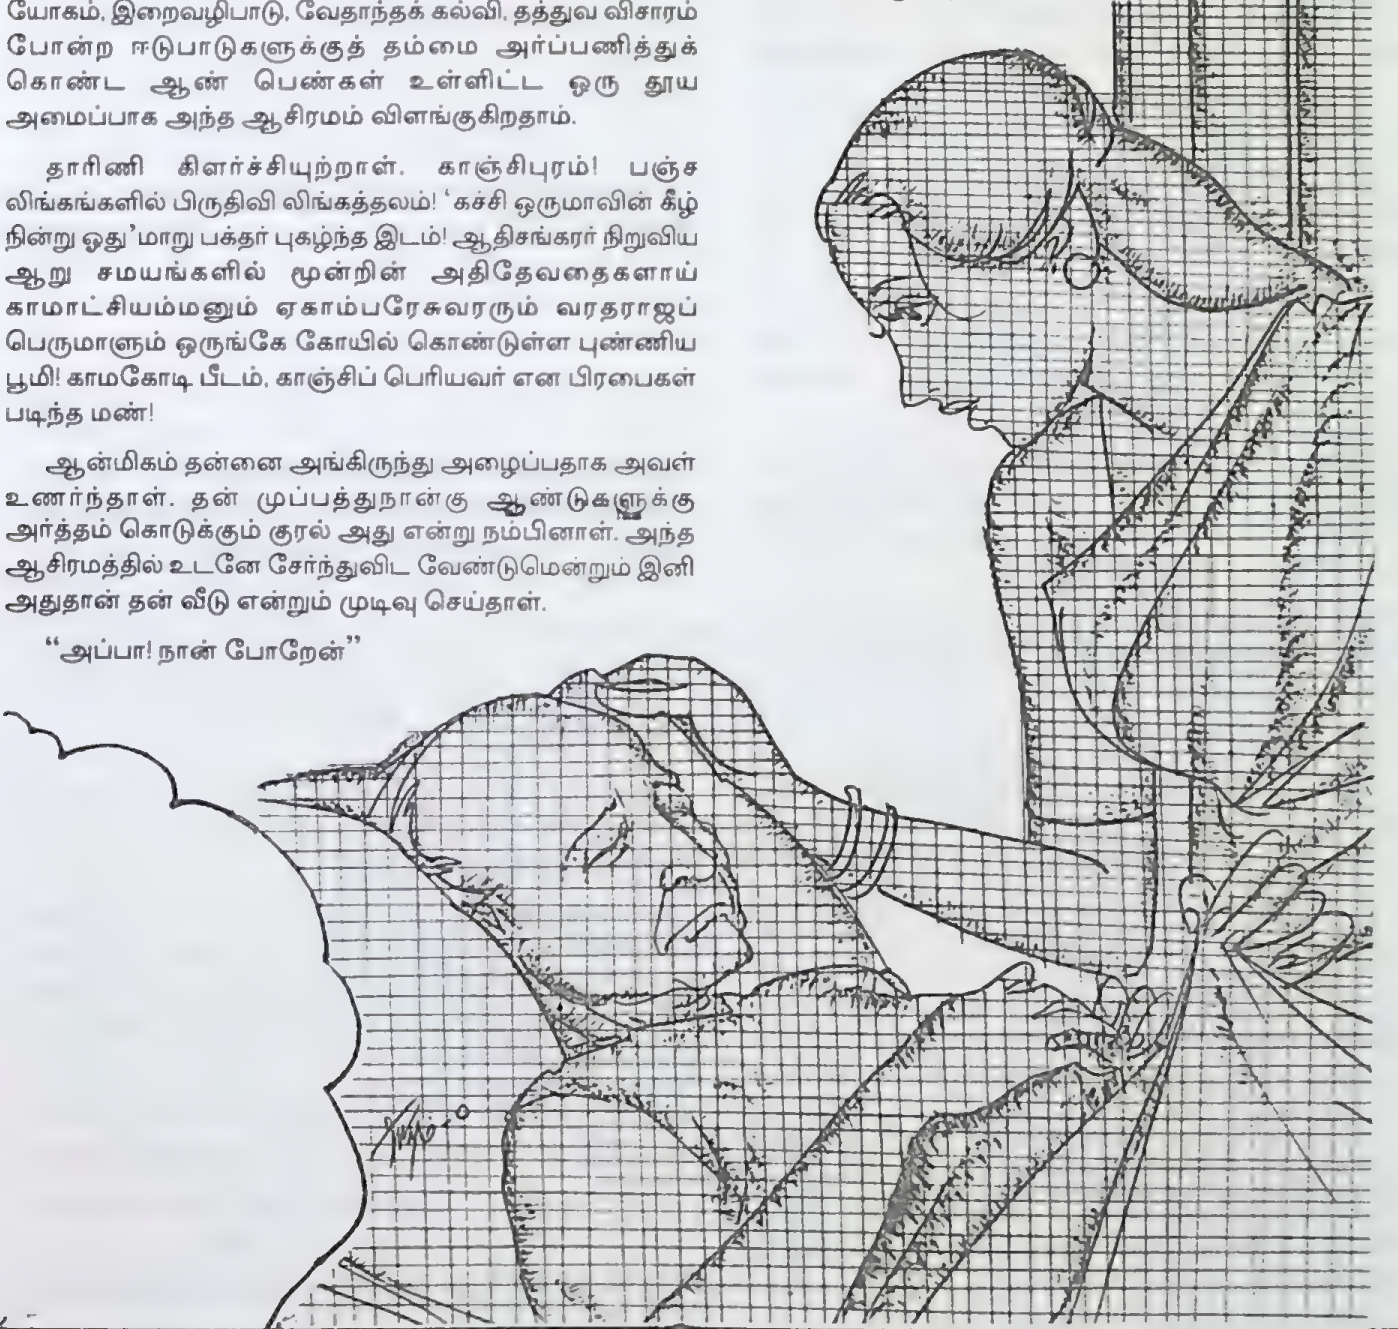 யோகம், இறைவழிபாடு, வேதாந்தக் கல்வி, தத்துவ விசாரம்
போன்ற ஈடுபாடுகளுக்குத் தம்மை அர்ப்பணித்துக்
கொண்ட ஆண் பெண்கள் உள்ளிட்ட ஒரு தூய
அமைப்பாக அந்த ஆசிரமம் விளங்குகிறதாம்.
தாரிணி கிளர்ச்சியுற்றாள். காஞ்சிபுரம்! பஞ்ச
லிங்கங்களில் பிருதிவி லிங்கத்தலம்! ‘கச்சி ஒருமாவின் கீழ்
நின்று ஓது’மாறு பக்தர் புகழ்ந்த இடம்! ஆதிசங்கரர் நிறுவிய
ஆறு சமயங்களில் மூன்றின் அதிதேவதைகளாய்
காமாட்சியம்மனும் ஏகாம்பரேசுவரரும் வரதராஜப்
பெருமாளும் ஒருங்கே கோயில் கொண்டுள்ள புண்ணிய
பூமி! காமகோடி பீடம், காஞ்சிப் பெரியவர் என பிரபைகள்
படிந்த மண்!
ஆன்மிகம் தன்னை அங்கிருந்து அழைப்பதாக அவள்
உணர்ந்தாள். தன் முப்பத்துநான்கு ஆண்டுகளுக்கு
அர்த்தம் கொடுக்கும் குரல் அது என்று நம்பினாள். அந்த
ஆசிரமத்தில் உடனே சேர்ந்துவிட வேண்டுமென்றும் இனி
அதுதான் தன் வீடு என்றும் முடிவு செய்தாள்.
“அப்பா! நான் போறேன்”